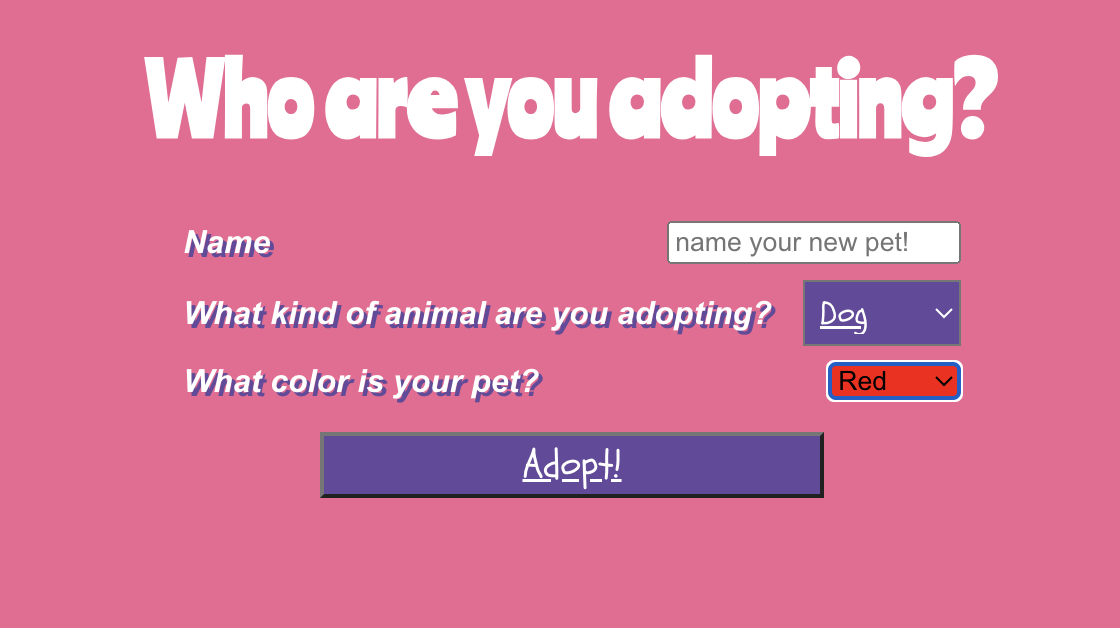 Who are you adopting?
Name
name your new pet!
What kind of animal are you adopting?
Dog
What color is your pet?
Red
Adopt!